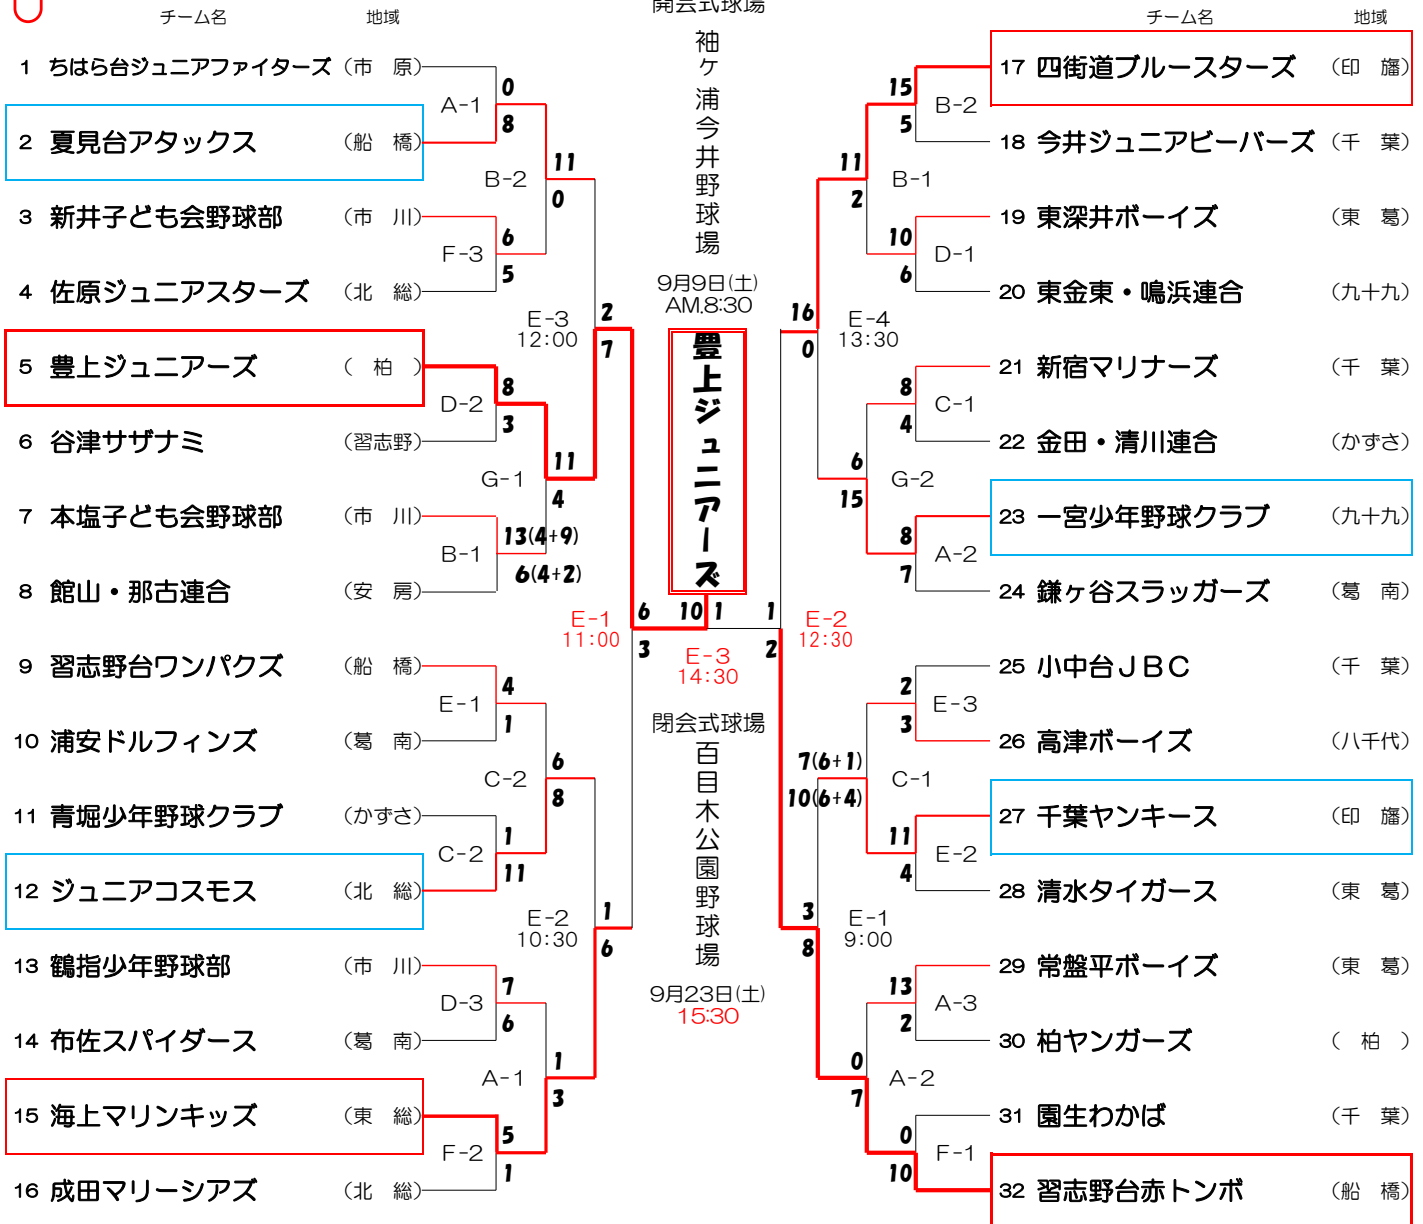 チーム名 地域
1 ちはら台ジュニアファイターズ (市 原)
2 夏見台アタックス (船 橋)
3 新井子ども会野球部 (市 川)
4 佐原ジュニアスターズ (北 総)
5 豊上ジュニアーズ ( 柏 )
6 谷津サザナミ (習志野)
7 本塩子ども会野球部 (市 川)
8 館山・那古連合 (安 房)
9 習志野台ワンパクズ (船 橋)
10 浦安ドルフィンズ (葛 南)
11 青堀少年野球クラブ (かずさ)
12 ジュニアコスモス (北 総)
13 鶴指少年野球部 (市 川)
14 布佐スパイダース (葛 南)
15 海上マリンキッズ (東 総)
16 成田マリーシアズ (北 総)
A-1
0
8
F-3
6
5
D-2
8
3
B-1
13(4+9)
6(4+2)
E-1
4
1
C-2
1
11
D-3
7
6
F-2
5
1
B-2
11
0
G-1
11
4
C-2
6
8
A-1
1
3
E-3
12:00
2
7
E-2
10:30
1
6
E-1
11:00
6
3
開会式球場
袖ヶ浦今井野球場
9月9日(土)
AM.8:30
豊上ジュニアーズ
10 1
E-3
14:30
閉会式球場
百目木公園野球場
9月23日(土)
15:30
1
2
E-2
12:30
16
0
E-4
13:30
3
8
E-1
9:00
11
2
B-1
6
15
G-2
7(6+1)
10(6+4)
C-1
0
7
A-2
15
5
B-2
10
6
D-1
8
4
C-1
8
7
A-2
2
3
E-3
11
4
E-2
13
2
A-3
0
10
F-1
チーム名 地域
17 四街道ブルースターズ (印 旛)
18 今井ジュニアビーバーズ (千 葉)
19 東深井ボーイズ (東 葛)
20 東金東・鳴浜連合 (九十九)
21 新宿マリナーズ (千 葉)
22 金田・清川連合 (かずさ)
23 一宮少年野球クラブ (九十九)
24 鎌ヶ谷スラッガーズ (葛 南)
25 小中台JBC (千 葉)
26 高津ボーイズ (八千代)
27 千葉ヤンキース (印 旛)
28 清水タイガース (東 葛)
29 常盤平ボーイズ (東 葛)
30 柏ヤンガーズ ( 柏 )
31 園生わかば (千 葉)
32 習志野台赤トンボ (船 橋)